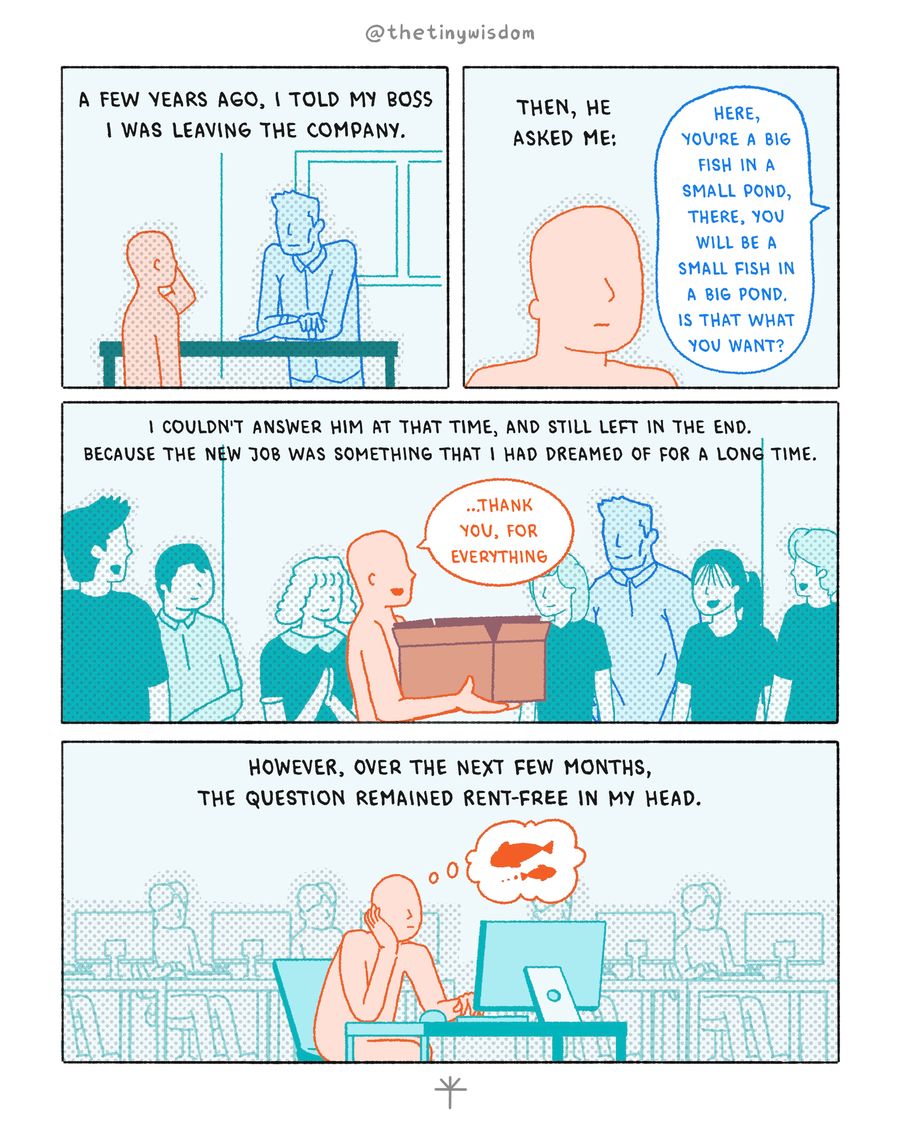 @thetinywisdom
A FEW YEARS AGO, I TOLD MY BOSS
I WAS LEAVING THE COMPANY.
THEN, HE
ASKED ME:
HERE,
YOU'RE A BIG
FISH IN A
SMALL POND,
THERE, YOU
WILL BE A
SMALL FISH IN
A BIG POND.
IS THAT WHAT
YOU WANT?
I COULDN'T ANSWER HIM AT THAT TIME, AND STILL LEFT IN THE END.
BECAUSE THE NEW JOB WAS SOMETHING THAT I HAD DREAMED OF FOR A LONG TIME.
...THANK
YOU, FOR
EVERYTHING
HOWEVER, OVER THE NEXT FEW MONTHS,
THE QUESTION REMAINED RENT-FREE IN MY HEAD.